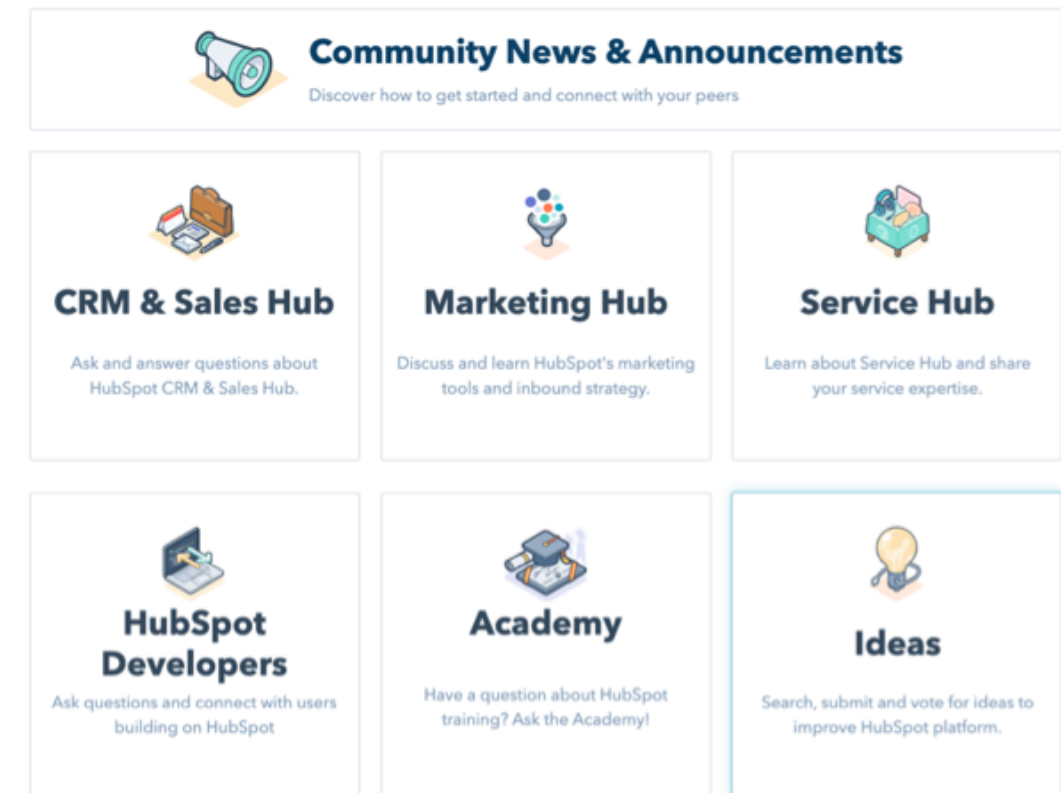 Community News & Announcements
Discover how to get started and connect with your peers
CRM & Sales Hub
Ask and answer questions about
HubSpot CRM & Sales Hub.
Marketing Hub
Discuss and learn HubSpot's marketing
tools and inbound strategy.
Service Hub
Learn about Service Hub and share
your service expertise.
HubSpot
Developers
Ask questions and connect with users
building on HubSpot
Academy
Have a question about HubSpot
training? Ask the Academy!
Ideas
Search, submit and vote for ideas to
improve HubSpot platform.